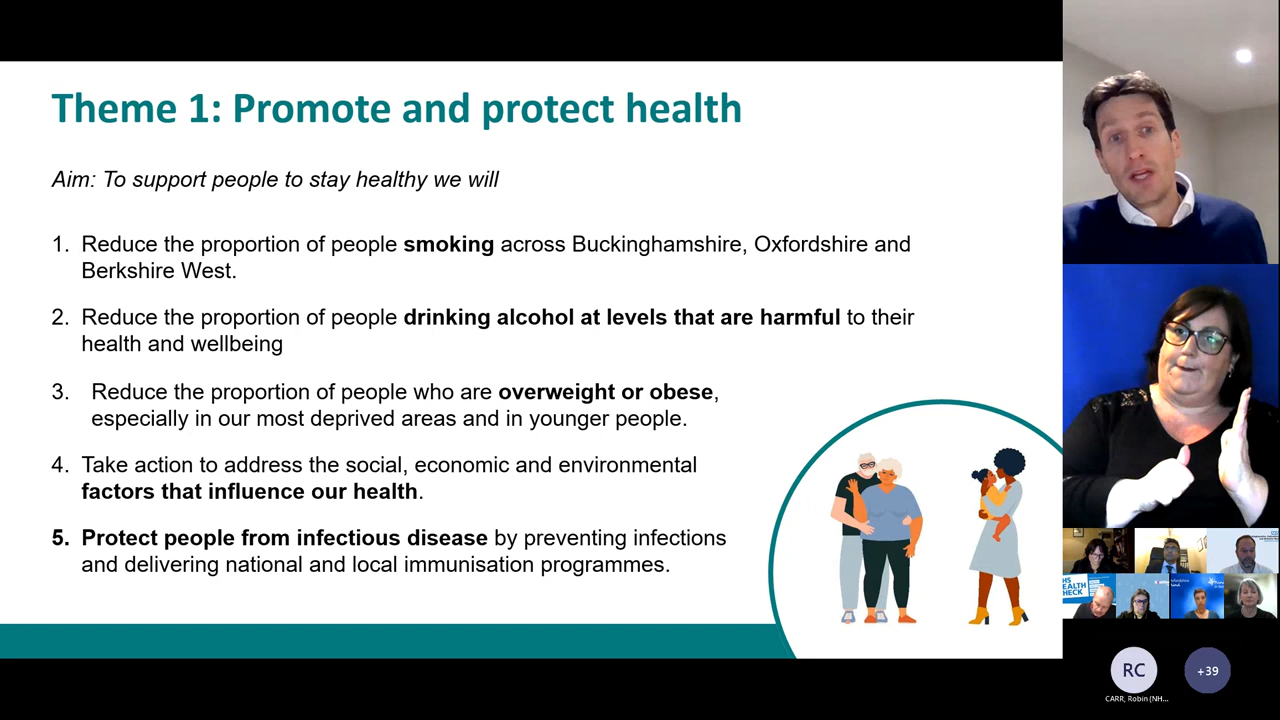 Theme 1: Promote and protect health
Aim: To support people to stay healthy we will
1. Reduce the proportion of people smoking across Buckinghamshire, Oxfordshire and
Berkshire West.
2. Reduce the proportion of people drinking alcohol at levels that are harmful to their
health and wellbeing
3. Reduce the proportion of people who are overweight or obese,
especially in our most deprived areas and in younger people.
4. Take action to address the social, economic and environmental
factors that influence our health.
5. Protect people from infectious disease by preventing infections
and delivering national and local immunisation programmes.
HS
EALTH
HECK
RC
+39
CARR, Robin (NH...